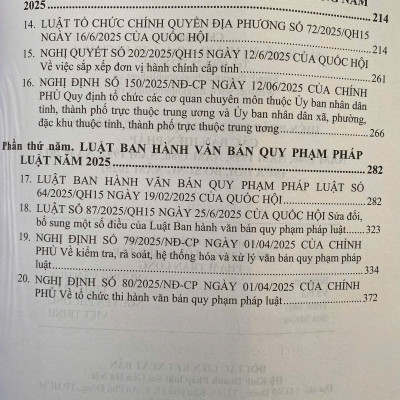 2025 214
14. LUẬT TỔ CHỨC CHÍNH QUYỀN ĐỊA PHƯƠNG SỐ 72/2025/QH15
NGÀY 16/6/2025 CỦA QUỐC HỘI 214
15. NGHỊ QUYẾT SỐ 202/2025/QH15 NGÀY 12/6/2025 CỦA QUỐC HỘI
Về việc sắp xếp đơn vị hành chính cấp tỉnh 261
16. NGHỊ ĐỊNH SỐ 150/2025/NĐ-CP NGÀY 12/06/2025 CỦA CHÍNH
PHỦ Quy định tổ chức các cơ quan chuyên môn thuộc Ủy ban nhân dân
tỉnh, thành phố trực thuộc trung ương và Ủy ban nhân dân xã, phường,
đặc khu thuộc tỉnh, thành phố trực thuộc trung ương 266
Phần thứ năm. LUẬT BAN HÀNH VĂN BẢN QUY PHẠM PHÁP
LUẬT NĂM 2025 282
17. LUẬT BAN HÀNH VĂN BẢN QUY PHẠM PHÁP LUẬT SỐ
64/2025/QH15 NGÀY 19/02/2025 CỦA QUỐC HỘI 282
18. LUẬT SỐ 87/2025/QH15 NGÀY 25/6/2025 CỦA QUỐC HỘI Sửa đổi,
bổ sung một số điều của Luật Ban hành văn bản quy phạm pháp luật 323
19. NGHỊ ĐỊNH SỐ 79/2025/NĐ-CP NGÀY 01/04/2025 CỦA CHÍNH
PHỦ Về kiểm tra, rà soát, hệ thống hóa và xử lý văn bản quy phạm pháp
luật 334
20. NGHỊ ĐỊNH SỐ 80/2025/NĐ-CP NGÀY 01/04/2025 CỦA CHÍNH
PHỦ Về tổ chức thi hành văn bản quy phạm pháp luật 372